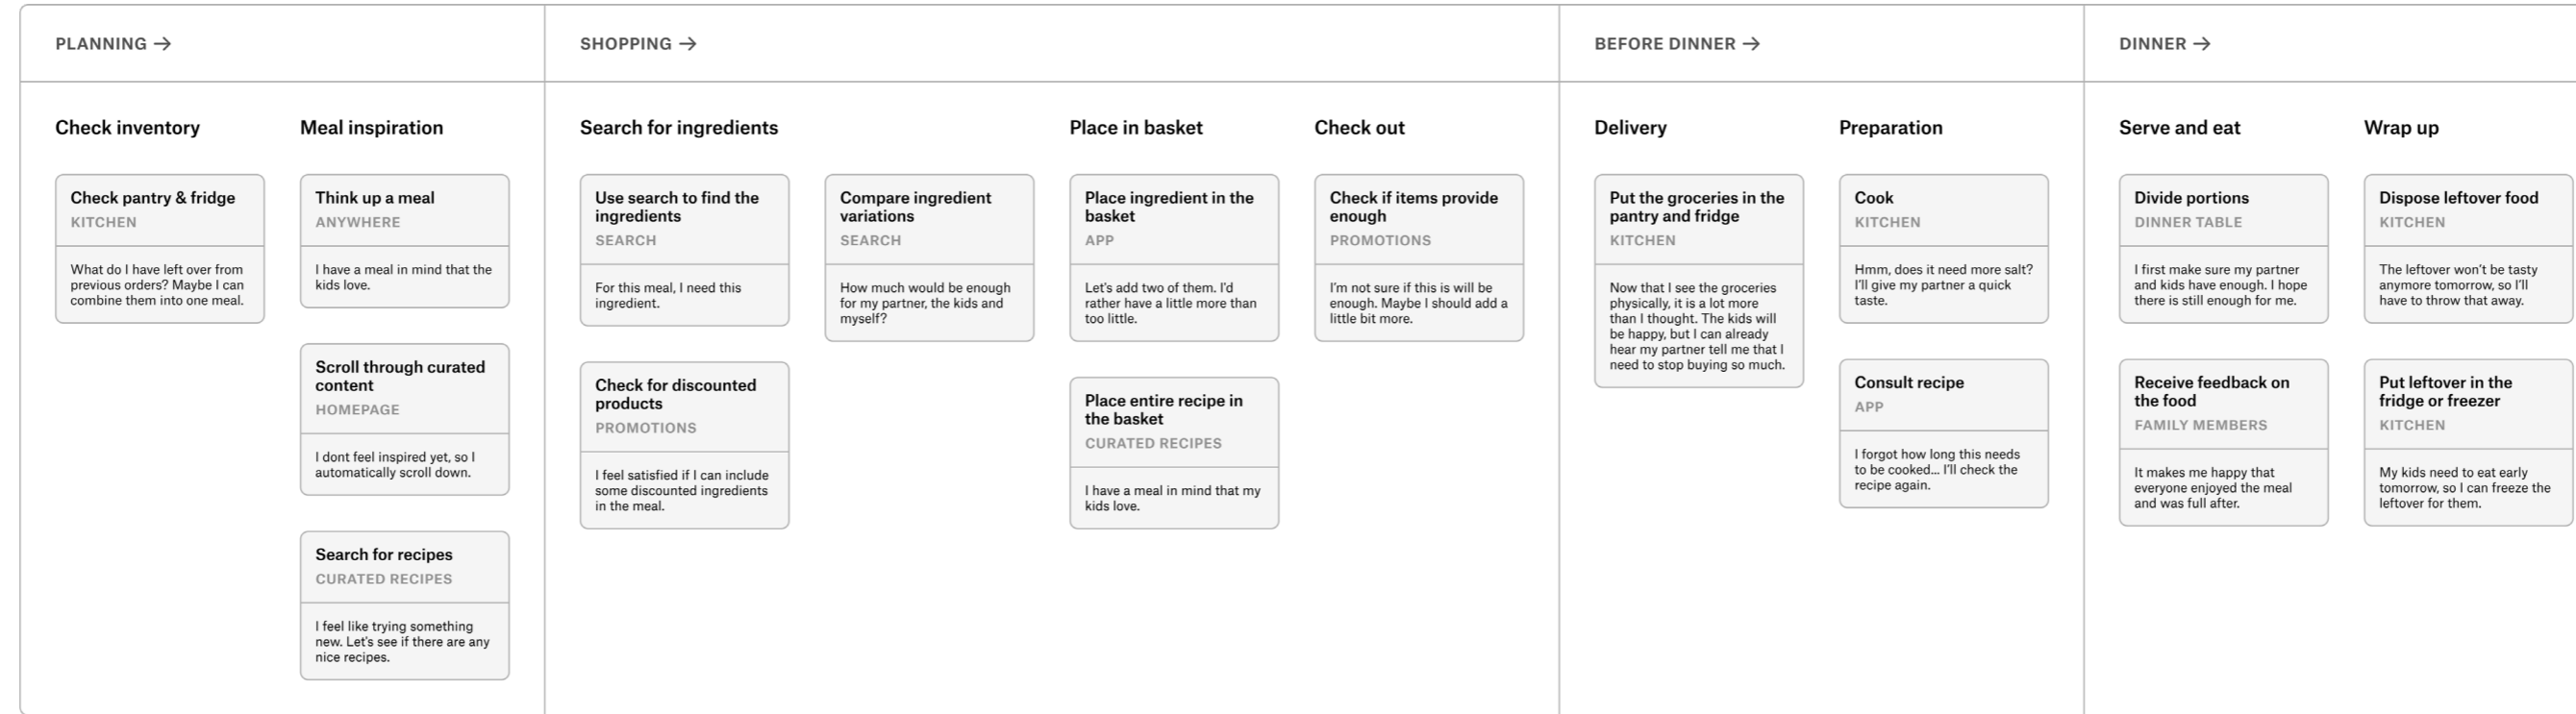 PLANNING →
SHOPPING →
BEFORE DINNER →
DINNER →
Check inventory
Meal inspiration
Search for ingredients
Place in basket
Check out
Delivery
Preparation
Serve and eat
Wrap up
Check pantry & fridge
KITCHEN
What do I have left over from
previous orders? Maybe I can
combine them into one meal.
Think up a meal
ANYWHERE
I have a meal in mind that the
kids love.
Scroll through curated
content
HOMEPAGE
I dont feel inspired yet, so I
automatically scroll down.
Search for recipes
CURATED RECIPES
I feel like trying something
new. Let's see if there are any
nice recipes.
Use search to find the
ingredients
SEARCH
For this meal, I need this
ingredient.
Check for discounted
products
PROMOTIONS
I feel satisfied if I can include
some discounted ingredients
in the meal.
Compare ingredient
variations
SEARCH
How much would be enough
for my partner, the kids and
myself?
Place ingredient in the
basket
APP
Let's add two of them. I'd
rather have a little more than
too little.
Place entire recipe in
the basket
CURATED RECIPES
I have a meal in mind that my
kids love.
Check if items provide
enough
PROMOTIONS
I'm not sure if this is will be
enough. Maybe I should add a
little bit more.
Put the groceries in the
pantry and fridge
KITCHEN
Now that I see the groceries
physically, it is a lot more
than I thought. The kids will
be happy, but I can already
hear my partner tell me that I
need to stop buying so much.
Cook
KITCHEN
Hmm, does it need more salt?
I'll give my partner a quick
taste.
Consult recipe
APP
I forgot how long this needs
to be cooked... I'll check the
recipe again.
Divide portions
DINNER TABLE
I first make sure my partner
and kids have enough. I hope
there is still enough for me.
Receive feedback on
the food
FAMILY MEMBERS
It makes me happy that
everyone enjoyed the meal
and was full after.
Dispose leftover food
KITCHEN
The leftover won't be tasty
anymore tomorrow, so I'll
have to throw that away.
Put leftover in the
fridge or freezer
KITCHEN
My kids need to eat early
tomorrow, so I can freeze the
leftover for them.